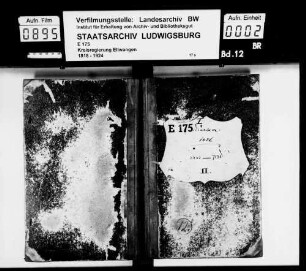 Aufn. Film
0895
Verfilmungsstelle: Landesarchiv BW
Institut für Erhaltung von Archiv- und Bibliotheksgut
STAATSARCHIV LUDWIGSBURG
E 175
Kreisregierung Ellwangen
1818 - 1924
Aufn. Einheit
0002
BR
Bd.12
E 175
II.